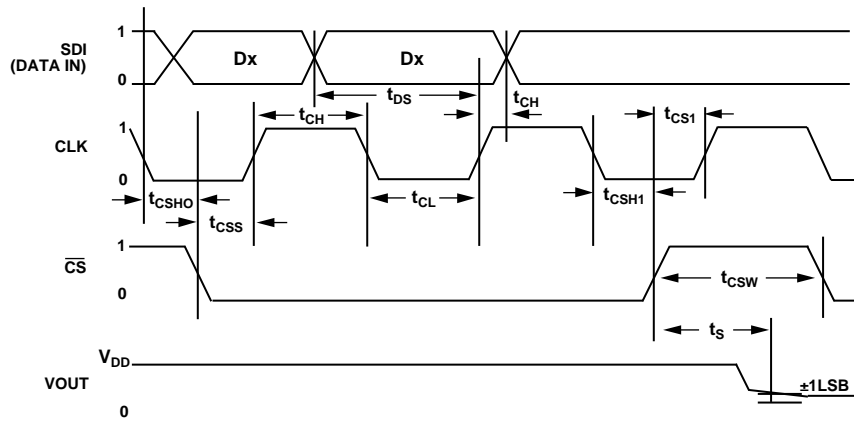 SDI
(DATA IN)
1
0
Dx
Dx
tDS
tCH
tCH
tCS1
CLK
1
0
tCSHO
tCSS
tCL
tCSH1
CS
1
0
tCSW
tS
VOUT
VDD
0
±1LSB